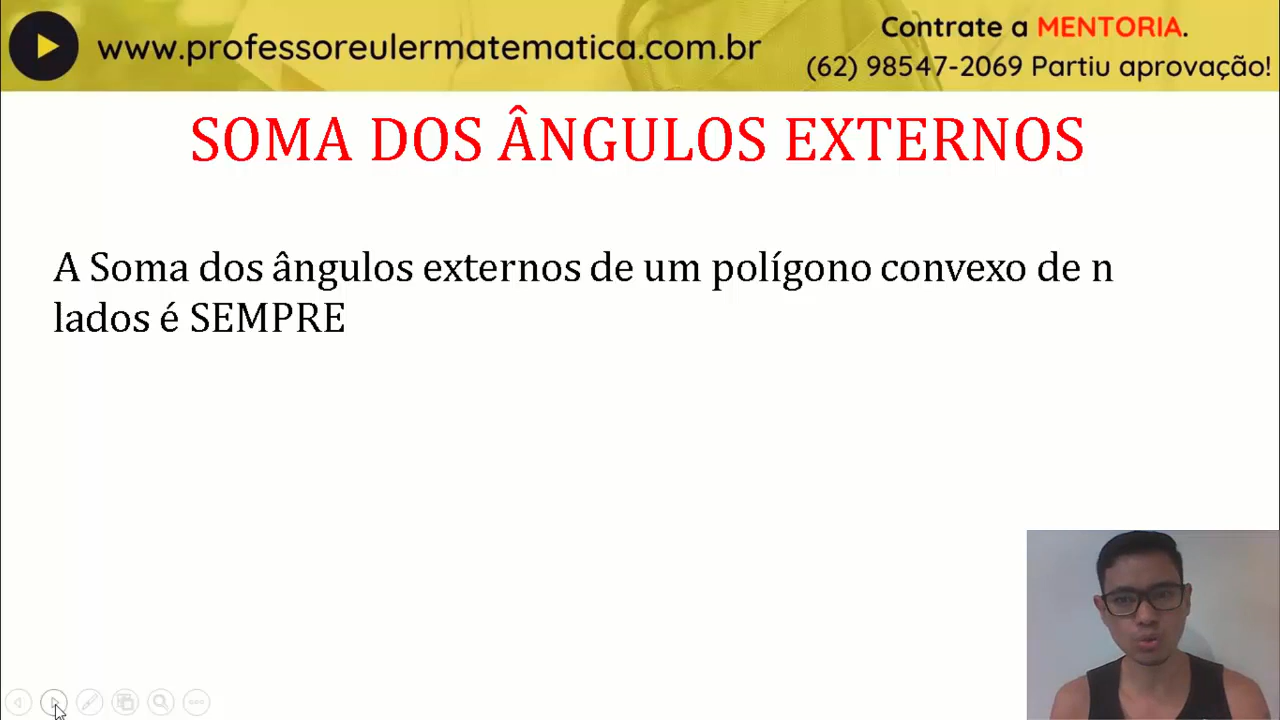 www.professoreulermatematica.com.br
Contrate a MENTORIA.
(62) 98547-2069 Partiu aprovação!
SOMA DOS ÂNGULOS EXTERNOS
A Soma dos ângulos externos de um polígono convexo de n
lados é SEMPRE